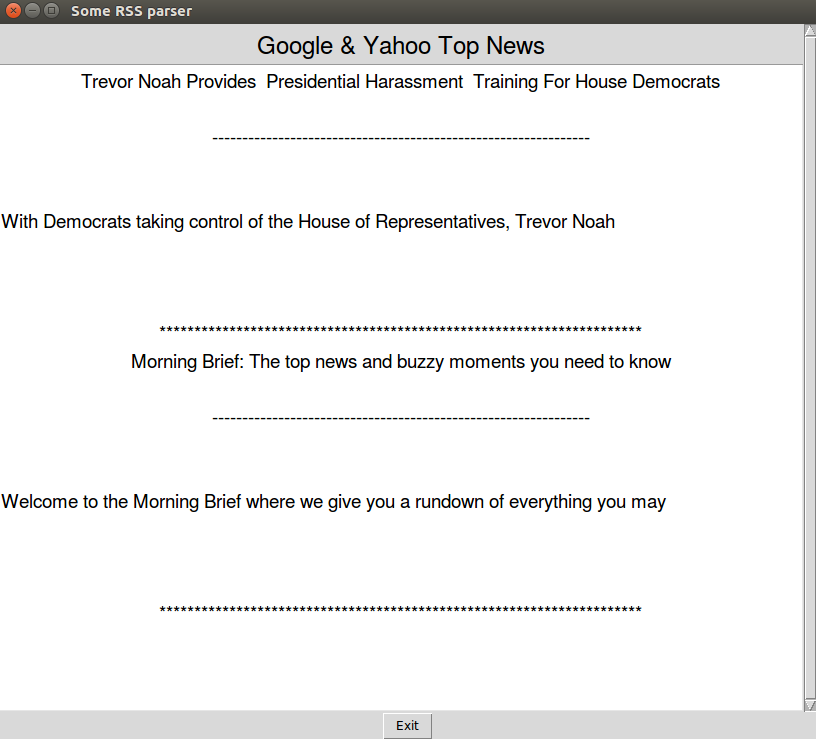 Some RSS parser
Google & Yahoo Top News
Trevor Noah Provides  Presidential Harassment  Training For House Democrats
---------------------------------------------------------------
With Democrats taking control of the House of Representatives, Trevor Noah
*********************************************************************
Morning Brief: The top news and buzzy moments you need to know
---------------------------------------------------------------
Welcome to the Morning Brief where we give you a rundown of everything you may
*********************************************************************
Exit